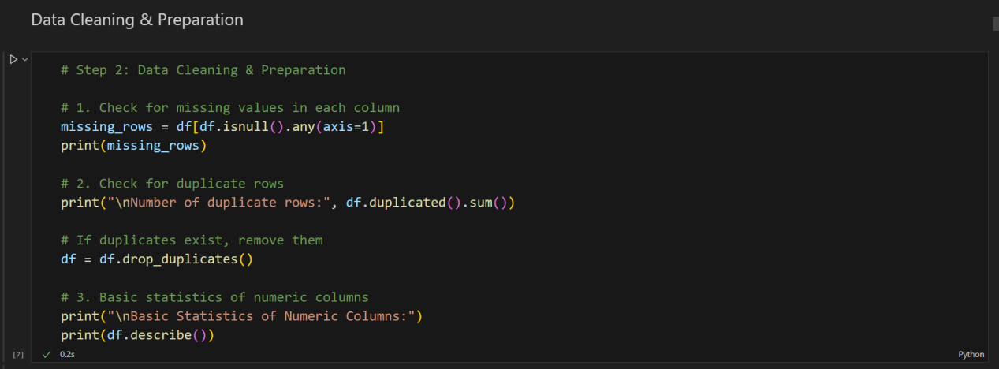 Data Cleaning & Preparation
# Step 2: Data Cleaning & Preparation
# 1. Check for missing values in each column
missing_rows = df[df.isnull().any(axis=1)]
print(missing_rows)
# 2. Check for duplicate rows
print("\nNumber of duplicate rows:", df.duplicated().sum())
# If duplicates exist, remove them
df = df.drop_duplicates()
# 3. Basic statistics of numeric columns
print("\nBasic Statistics of Numeric Columns:")
print(df.describe())
[7] ✓ 0.2s Python